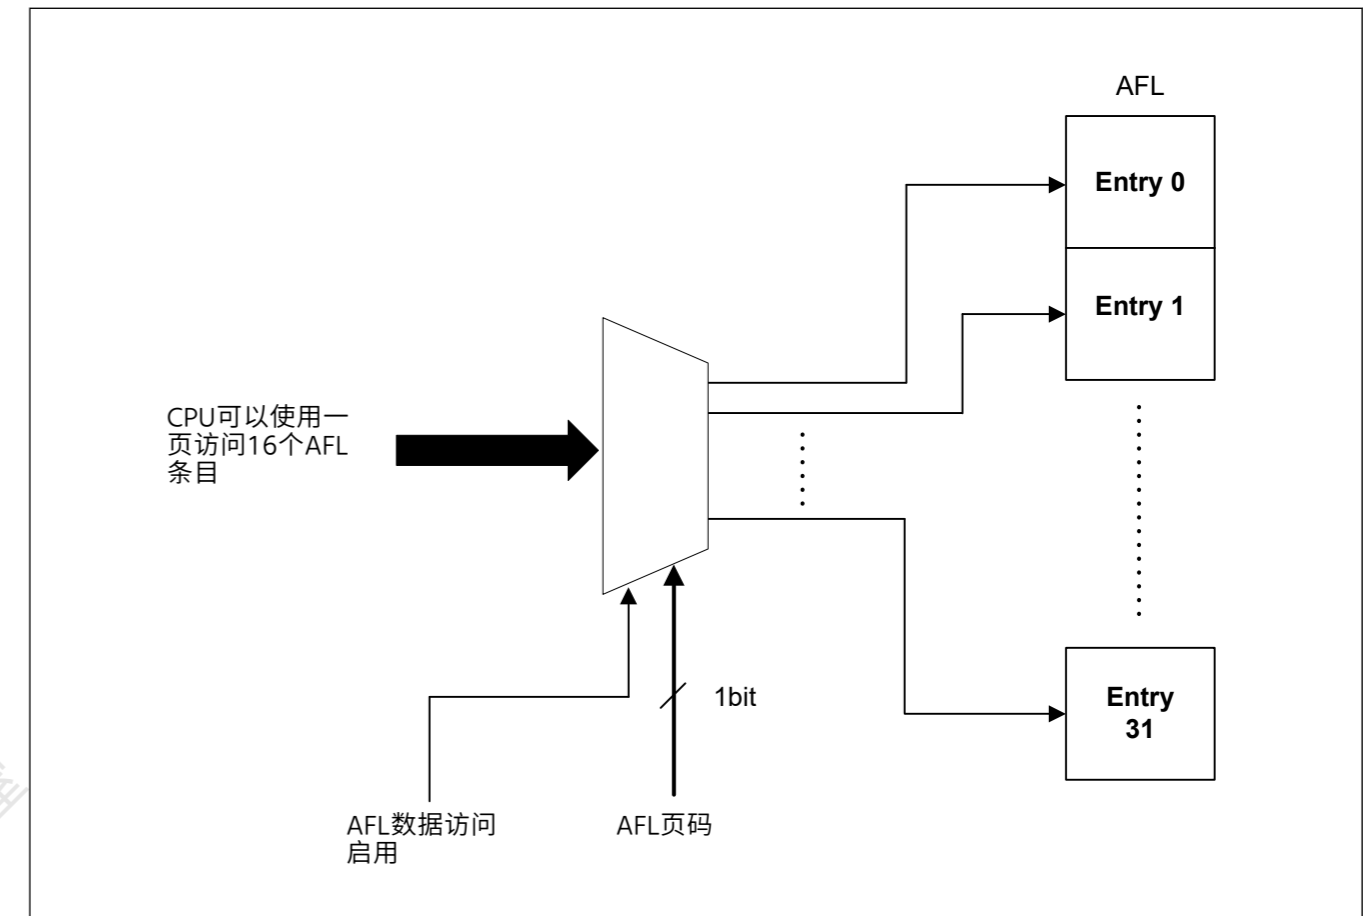 AFL
Entry 0
Entry 1
CPU可以使用一
页访问16个AFL
条目
Entry
31
1bit
AFL数据访问
启用
AFL页码